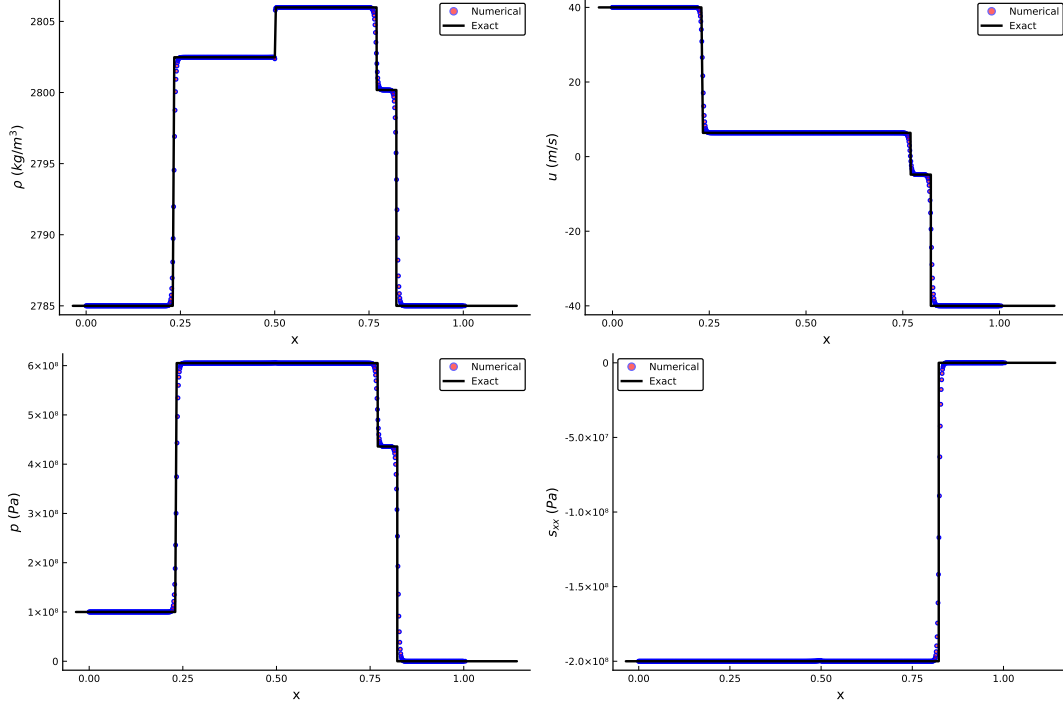 2805
2800
2795
2790
2785
ρ (kg/m³)
0.00
0.25
0.50
0.75
1.00
x
Numerical
Exact
40
20
0
-20
-40
u (m/s)
0.00
0.25
0.50
0.75
1.00
x
Numerical
Exact
6×10⁸
5×10⁸
4×10⁸
3×10⁸
2×10⁸
1×10⁸
0
p (Pa)
0.00
0.25
0.50
0.75
1.00
x
Numerical
Exact
0
-5.0×10⁷
-1.0×10⁸
-1.5×10⁸
-2.0×10⁸
sₓₓ (Pa)
0.00
0.25
0.50
0.75
1.00
x
Numerical
Exact